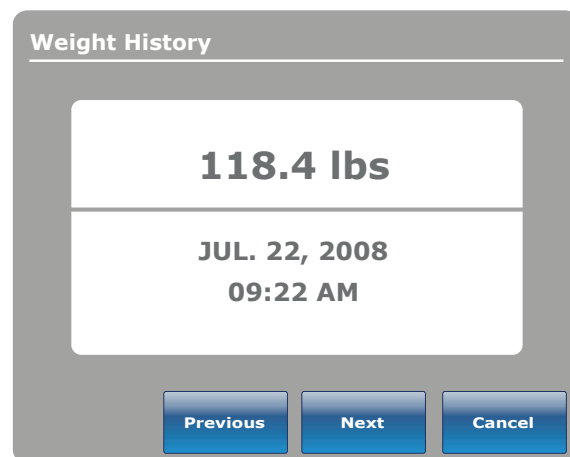 Weight History
118.4 lbs
JUL. 22, 2008
09:22 AM
Previous Next Cancel